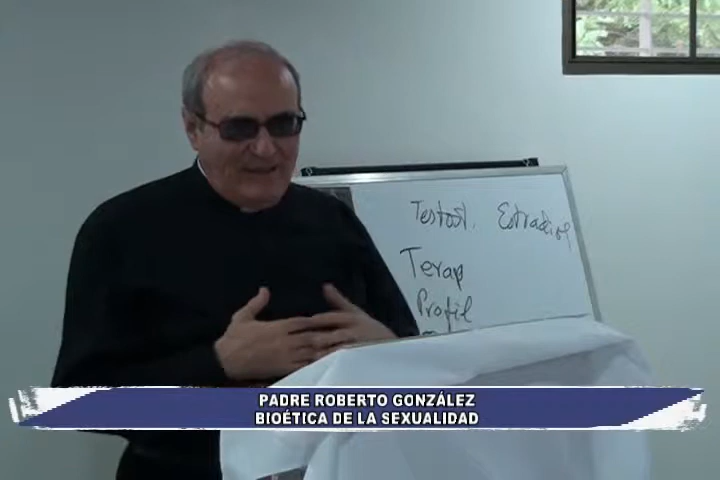 Testost. Estradiol
Terap
Profil
PADRE ROBERTO GONZÁLEZ
BIOÉTICA DE LA SEXUALIDAD